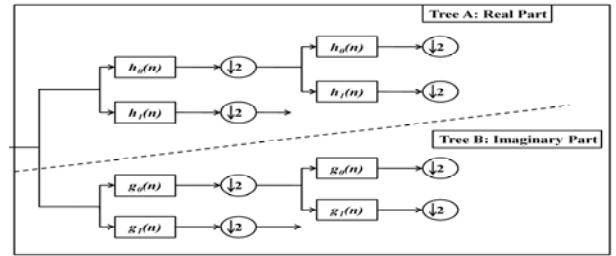 Tree A: Real Part
h₀(n) ↓2 h₀(n) ↓2
h₁(n) ↓2 h₁(n) ↓2
Tree B: Imaginary Part
g₀(n) ↓2 g₀(n) ↓2
g₁(n) ↓2 g₁(n) ↓2